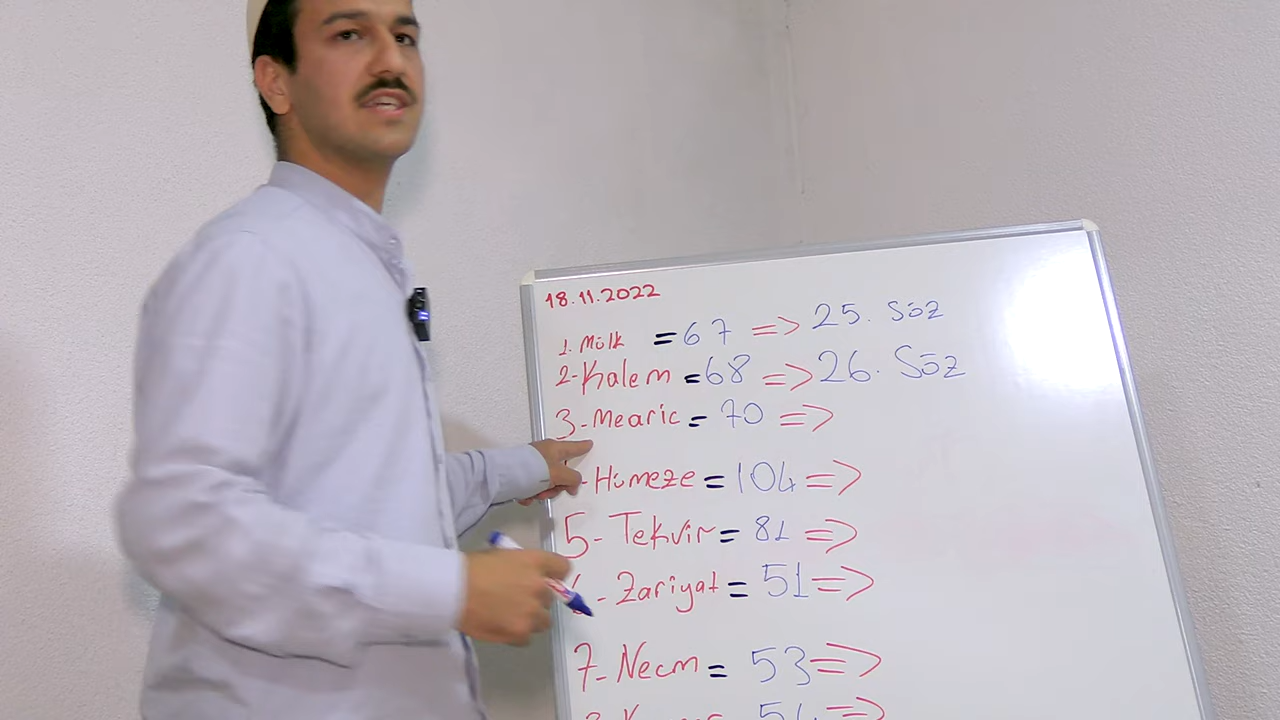 18.11.2022
1. Mülk = 67 => 25. Söz
2-Kalem = 68 => 26. Söz
3-Mearic = 70 =>
- Hümeze = 104 =>
5- Tekvir = 81 =>
- Zariyat = 51 =>
7- Necm = 53 =>
54 =>